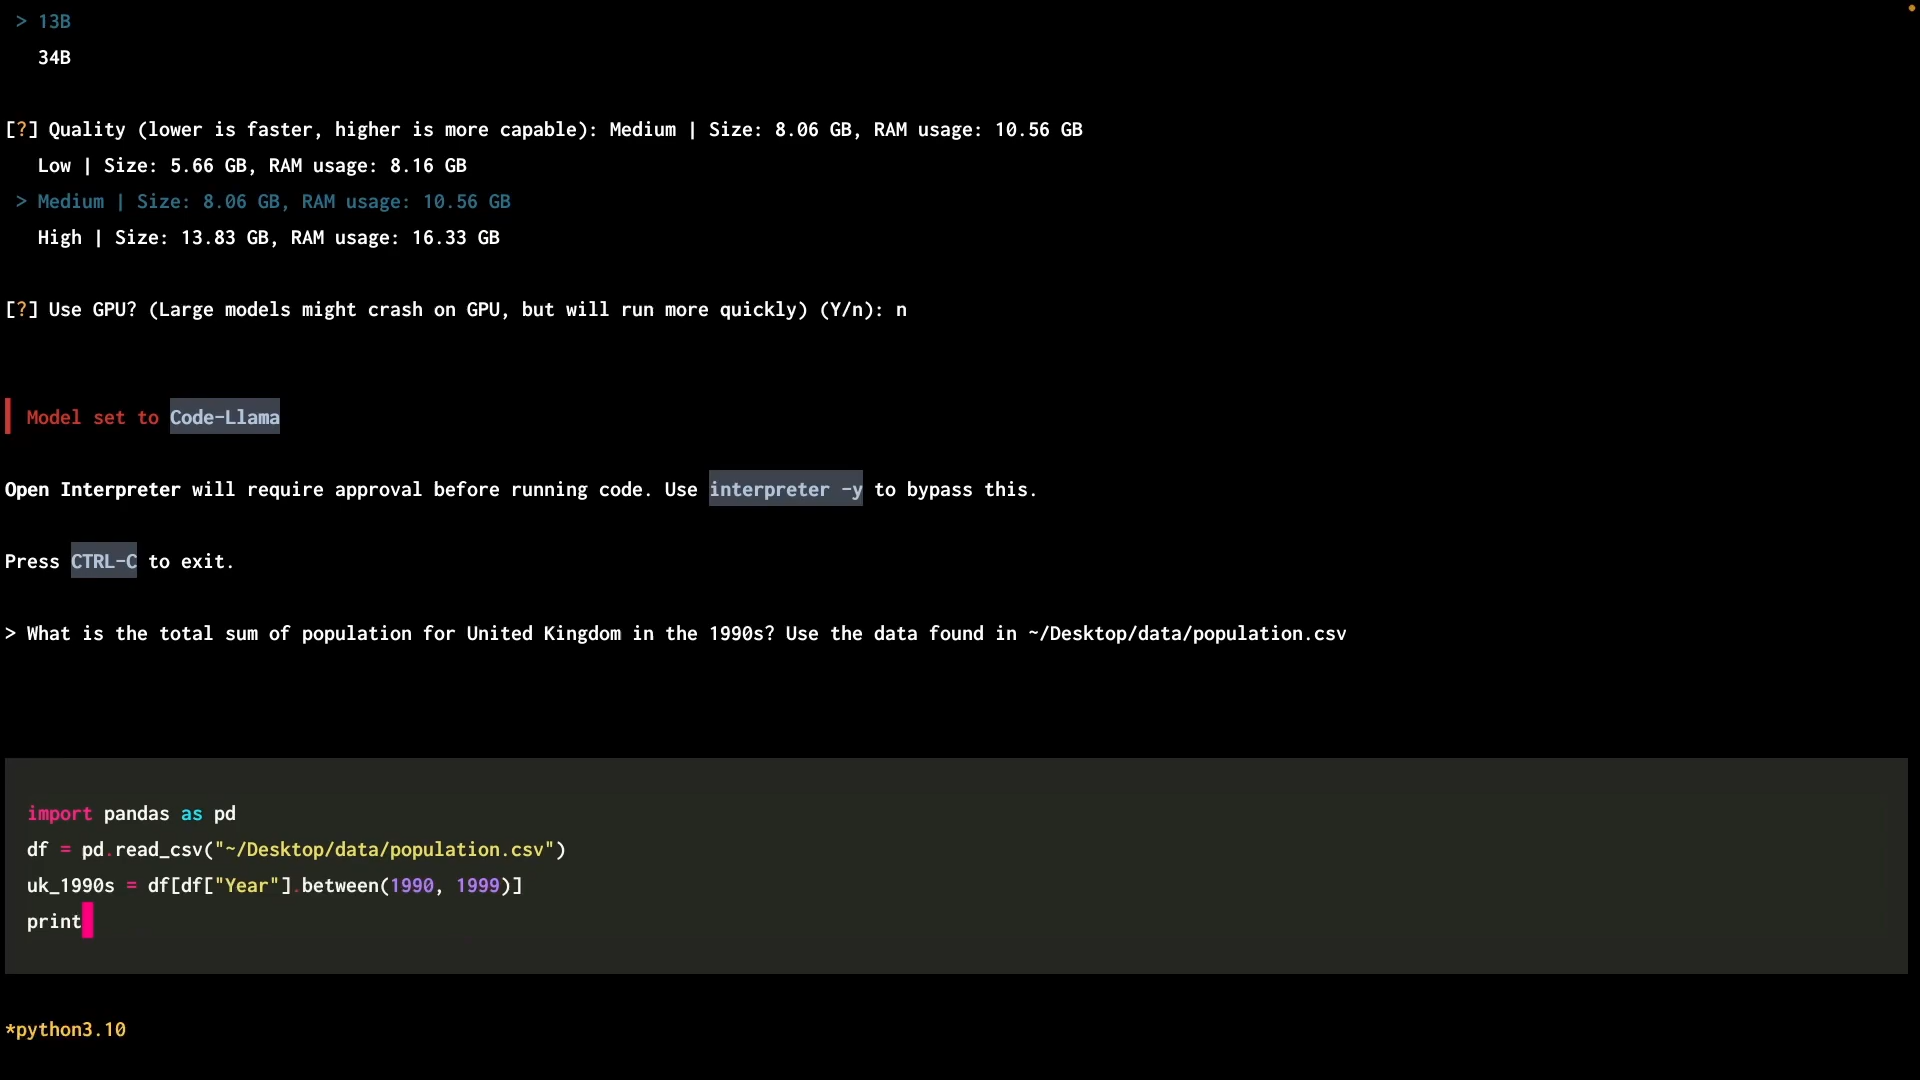 > 13B
34B
[?] Quality (lower is faster, higher is more capable): Medium | Size: 8.06 GB, RAM usage: 10.56 GB
Low | Size: 5.66 GB, RAM usage: 8.16 GB
> Medium | Size: 8.06 GB, RAM usage: 10.56 GB
High | Size: 13.83 GB, RAM usage: 16.33 GB
[?] Use GPU? (Large models might crash on GPU, but will run more quickly) (Y/n): n
Model set to Code-Llama
Open Interpreter will require approval before running code. Use interpreter -y to bypass this.
Press CTRL-C to exit.
> What is the total sum of population for United Kingdom in the 1990s? Use the data found in ~/Desktop/data/population.csv
import pandas as pd
df = pd.read_csv("~/Desktop/data/population.csv")
uk_1990s = df[df["Year"].between(1990, 1999)]
print
*python3.10